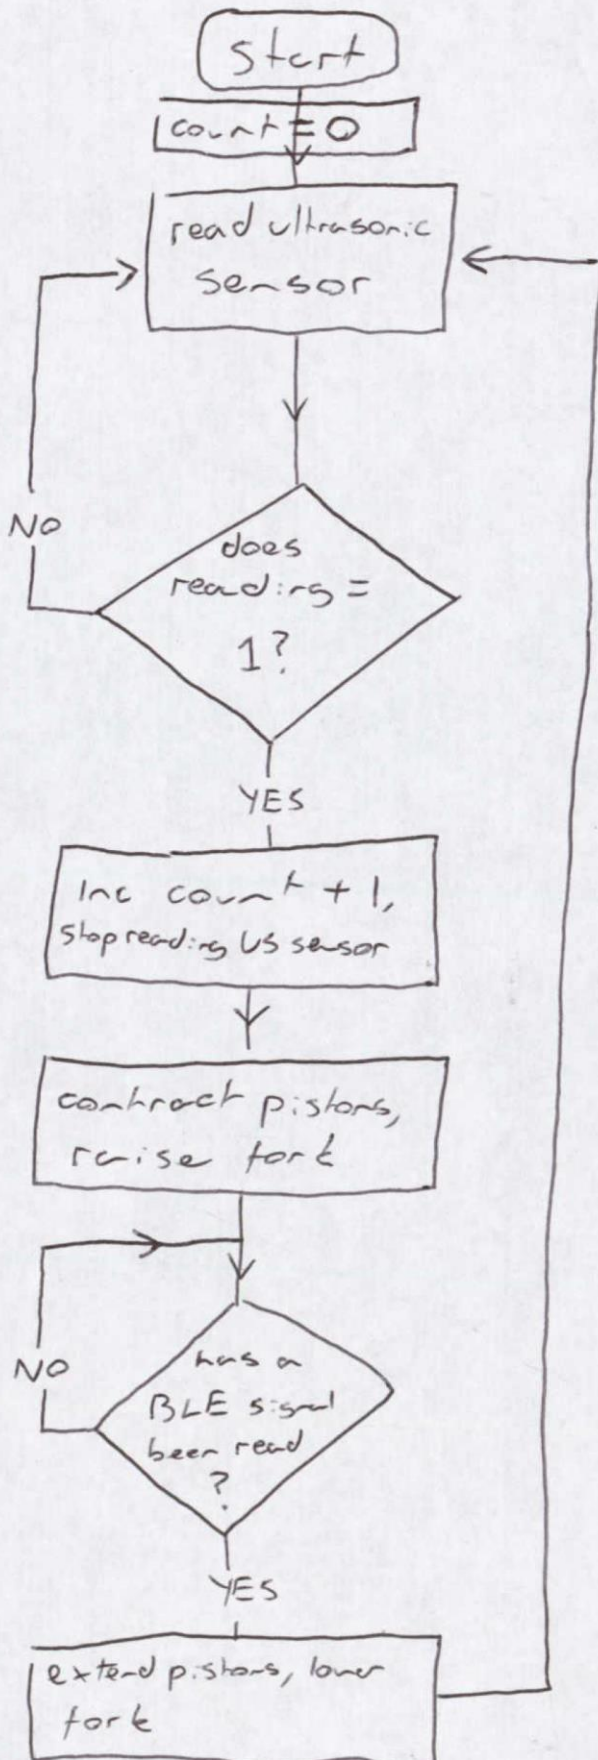 start
count = 0
read ultrasonic
sensor
does
reading =
1?
NO
YES
Inc count + 1,
stop reading US sensor
contract pistons,
raise fork
has a
BLE signal
been read
?
NO
YES
extend pistons, lower
fork